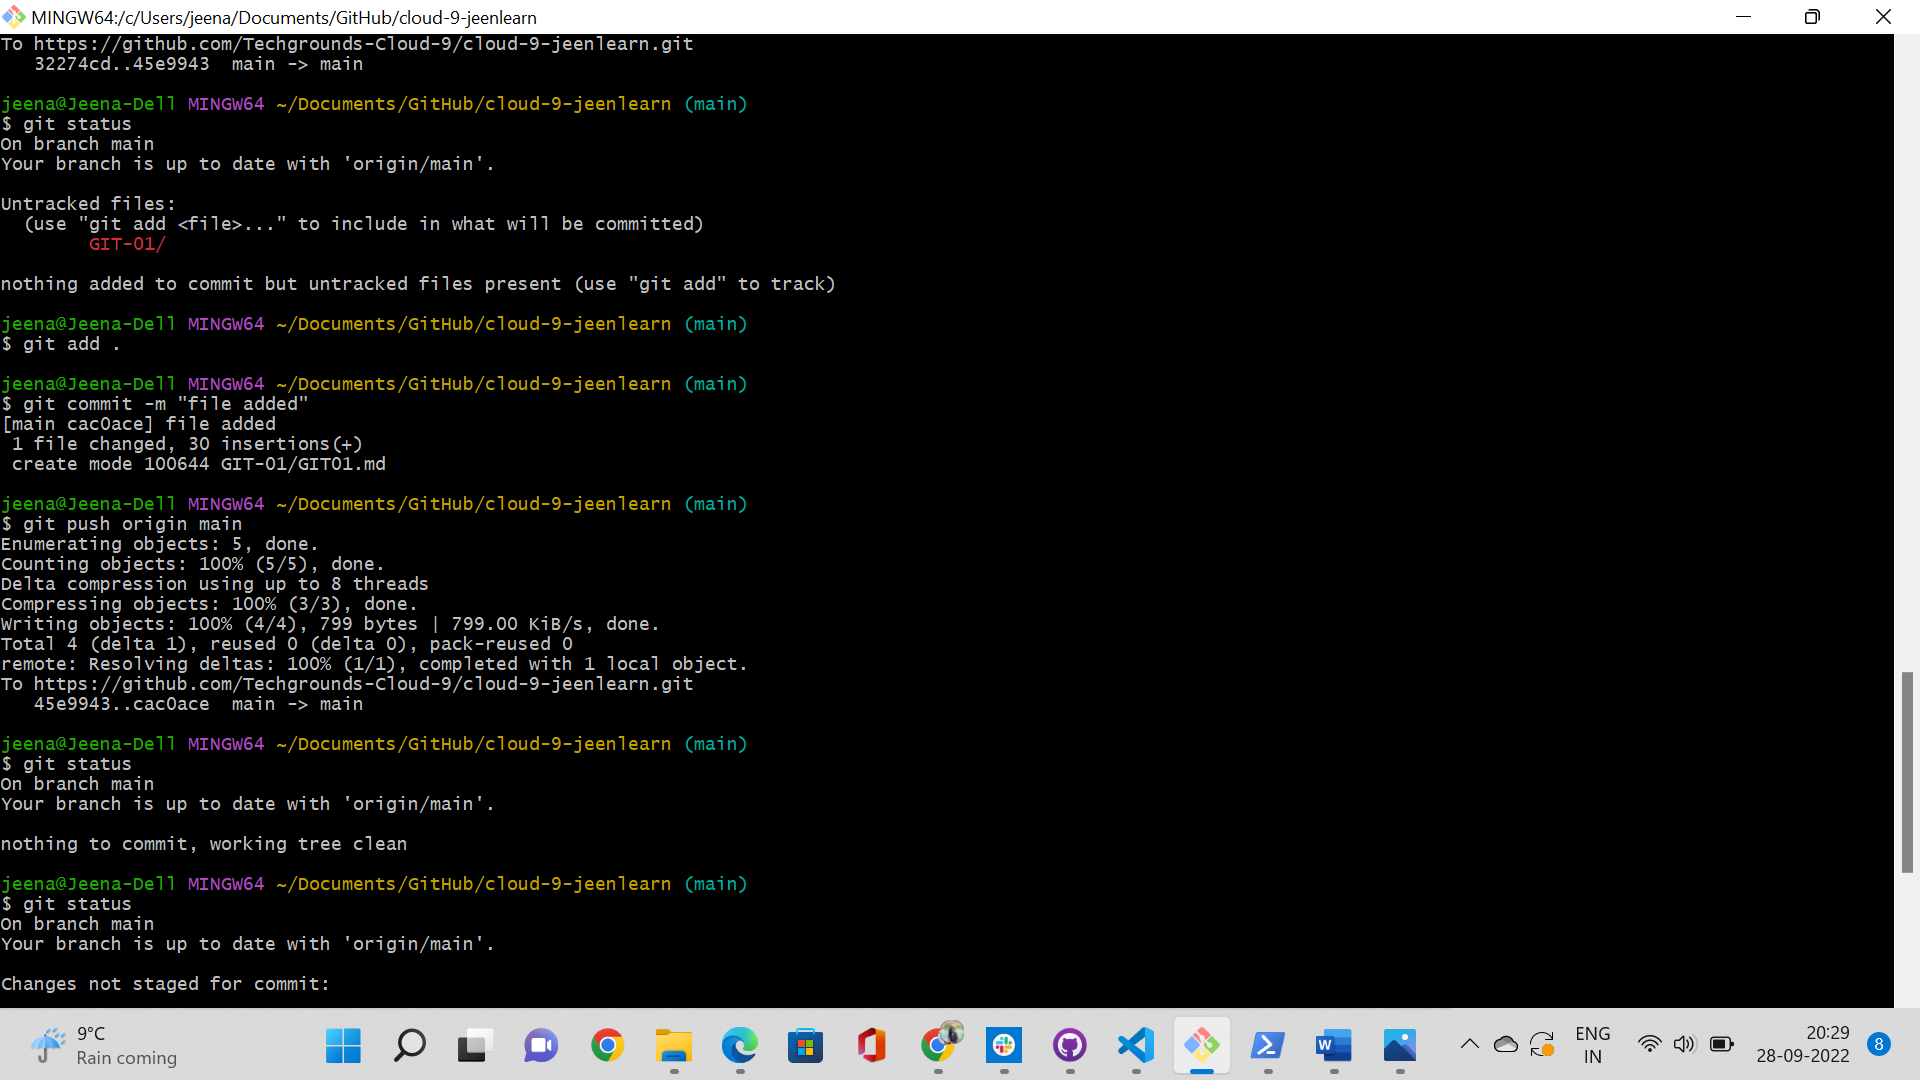 MINGW64:/c/Users/jeena/Documents/GitHub/cloud-9-jeenlearn
To https://github.com/Techgrounds-Cloud-9/cloud-9-jeenlearn.git
   32274cd..45e9943  main -> main

jeena@Jeena-Dell MINGW64 ~/Documents/GitHub/cloud-9-jeenlearn (main)
$ git status
On branch main
Your branch is up to date with 'origin/main'.

Untracked files:
  (use "git add <file>..." to include in what will be committed)
        GIT-01/

nothing added to commit but untracked files present (use "git add" to track)

jeena@Jeena-Dell MINGW64 ~/Documents/GitHub/cloud-9-jeenlearn (main)
$ git add .

jeena@Jeena-Dell MINGW64 ~/Documents/GitHub/cloud-9-jeenlearn (main)
$ git commit -m "file added"
[main cac0ace] file added
 1 file changed, 30 insertions(+)
 create mode 100644 GIT-01/GIT01.md

jeena@Jeena-Dell MINGW64 ~/Documents/GitHub/cloud-9-jeenlearn (main)
$ git push origin main
Enumerating objects: 5, done.
Counting objects: 100% (5/5), done.
Delta compression using up to 8 threads
Compressing objects: 100% (3/3), done.
Writing objects: 100% (4/4), 799 bytes | 799.00 KiB/s, done.
Total 4 (delta 1), reused 0 (delta 0), pack-reused 0
remote: Resolving deltas: 100% (1/1), completed with 1 local object.
To https://github.com/Techgrounds-Cloud-9/cloud-9-jeenlearn.git
   45e9943..cac0ace  main -> main

jeena@Jeena-Dell MINGW64 ~/Documents/GitHub/cloud-9-jeenlearn (main)
$ git status
On branch main
Your branch is up to date with 'origin/main'.

nothing to commit, working tree clean

jeena@Jeena-Dell MINGW64 ~/Documents/GitHub/cloud-9-jeenlearn (main)
$ git status
On branch main
Your branch is up to date with 'origin/main'.

Changes not staged for commit:
9°C
Rain coming
W
ENG
IN
20:29
28-09-2022
8